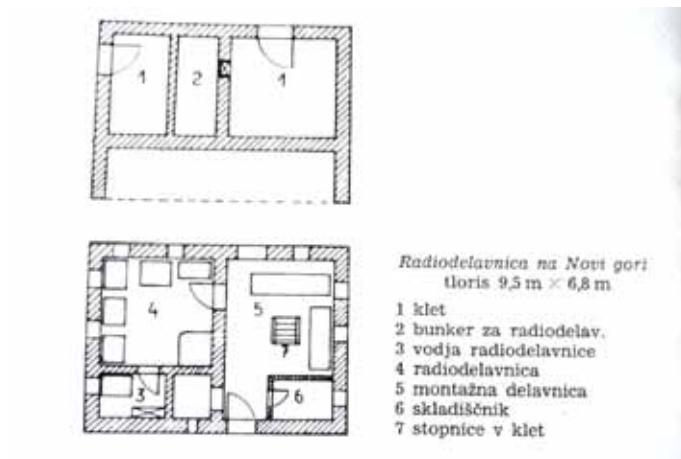 1
2
1
4
5
7
3
6
Radiodelavnica na Novi gori
tloris 9,5 m × 6,8 m
1 klet
2 bunker za radiodelav.
3 vodja radiodelavnice
4 radiodelavnica
5 montažna delavnica
6 skladiščnik
7 stopnice v klet